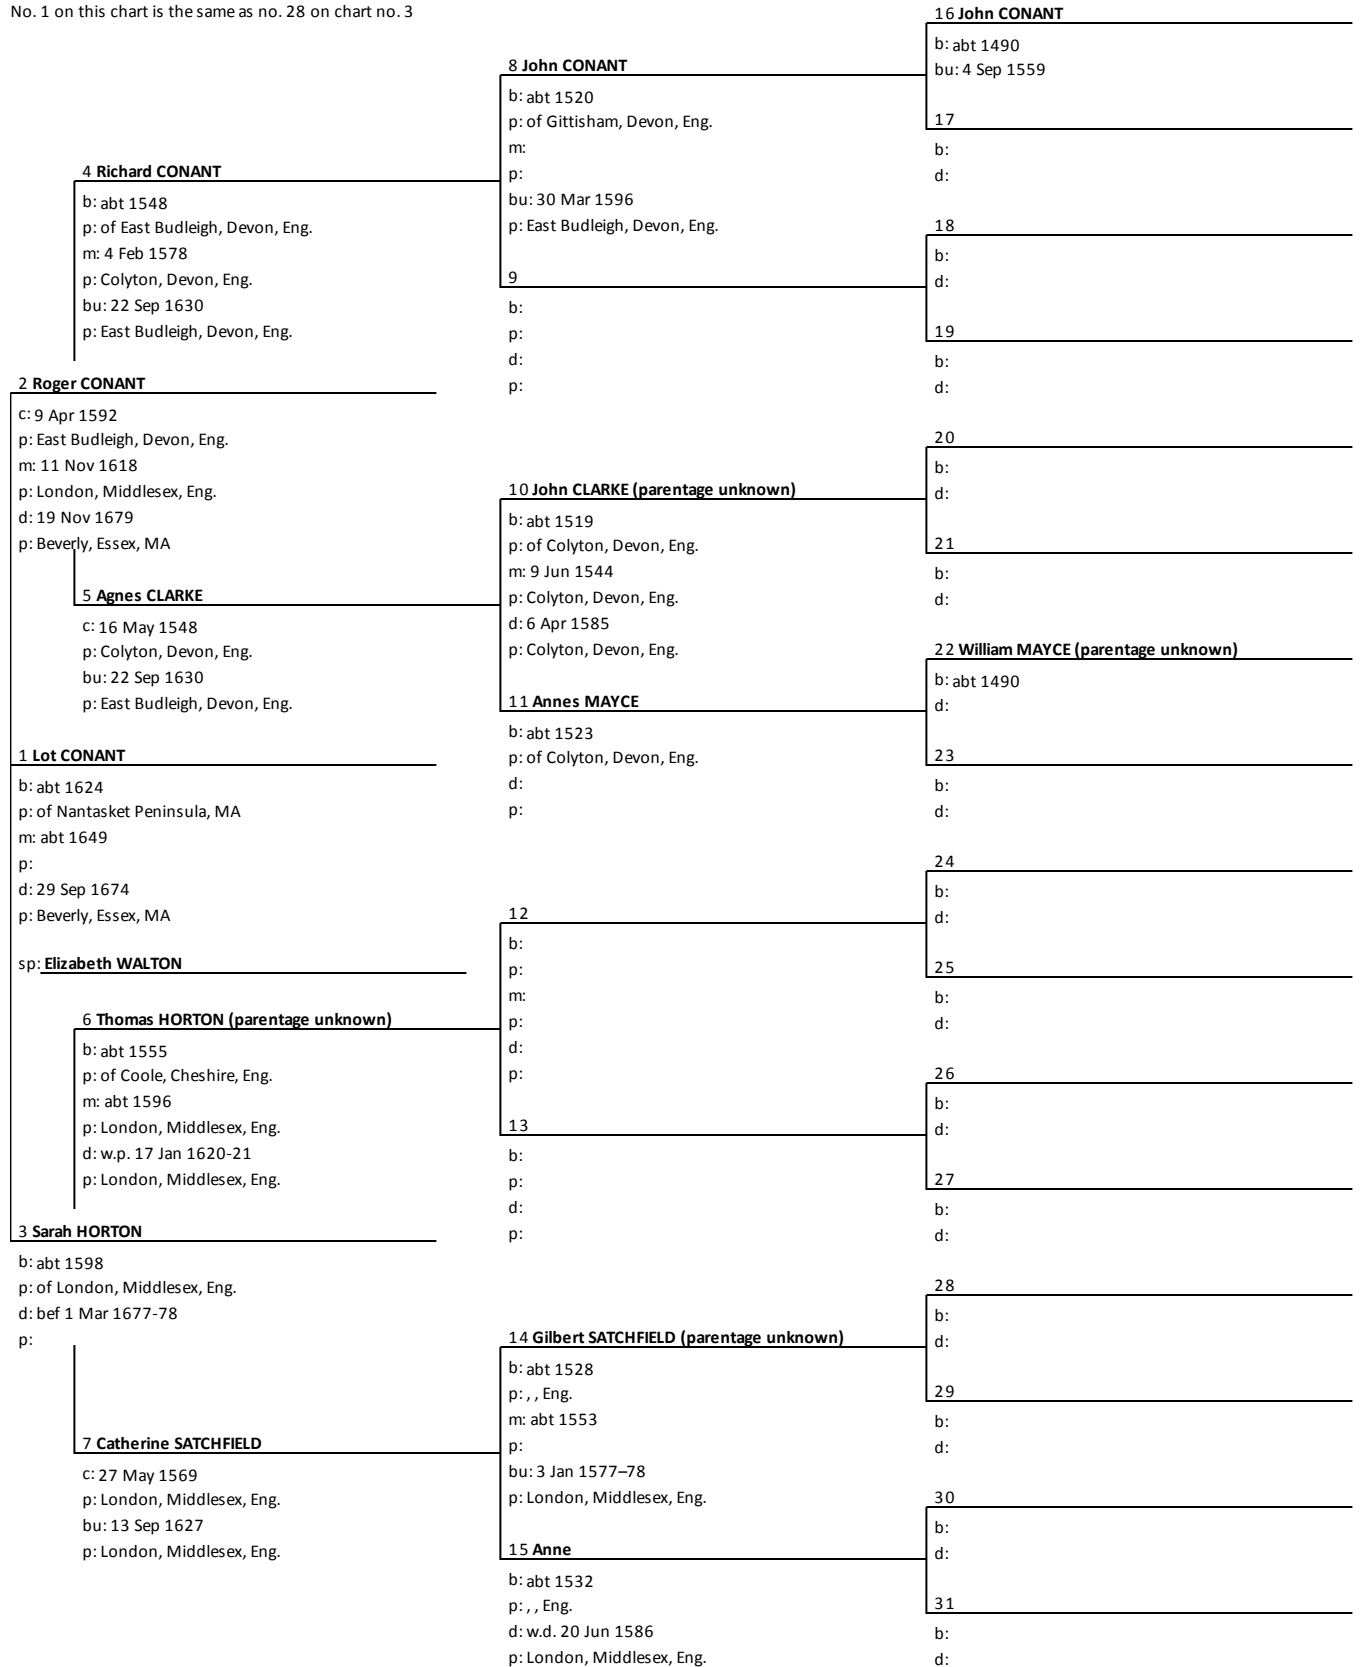 No. 1 on this chart is the same as no. 28 on chart no. 3
16 John CONANT
b: abt 1490
bu: 4 Sep 1559
8 John CONANT
b: abt 1520
p: of Gittisham, Devon, Eng.
m:
p:
bu: 30 Mar 1596
p: East Budleigh, Devon, Eng.
17
b:
d:
4 Richard CONANT
b: abt 1548
p: of East Budleigh, Devon, Eng.
m: 4 Feb 1578
p: Colyton, Devon, Eng.
bu: 22 Sep 1630
p: East Budleigh, Devon, Eng.
18
b:
d:
9
b:
p:
d:
p:
19
b:
d:
2 Roger CONANT
c: 9 Apr 1592
p: East Budleigh, Devon, Eng.
m: 11 Nov 1618
p: London, Middlesex, Eng.
d: 19 Nov 1679
p: Beverly, Essex, MA
20
b:
d:
10 John CLARKE (parentage unknown)
b: abt 1519
p: of Colyton, Devon, Eng.
m: 9 Jun 1544
p: Colyton, Devon, Eng.
d: 6 Apr 1585
p: Colyton, Devon, Eng.
21
b:
d:
5 Agnes CLARKE
c: 16 May 1548
p: Colyton, Devon, Eng.
bu: 22 Sep 1630
p: East Budleigh, Devon, Eng.
22 William MAYCE (parentage unknown)
b: abt 1490
d:
11 Annes MAYCE
b: abt 1523
p: of Colyton, Devon, Eng.
d:
p:
23
b:
d:
1 Lot CONANT
b: abt 1624
p: of Nantasket Peninsula, MA
m: abt 1649
p:
d: 29 Sep 1674
p: Beverly, Essex, MA
24
b:
d:
12
b:
p:
m:
p:
d:
p:
sp: Elizabeth WALTON
25
b:
d:
6 Thomas HORTON (parentage unknown)
b: abt 1555
p: of Coole, Cheshire, Eng.
m: abt 1596
p: London, Middlesex, Eng.
d: w.p. 17 Jan 1620-21
p: London, Middlesex, Eng.
26
b:
d:
13
b:
p:
d:
p:
27
b:
d:
3 Sarah HORTON
b: abt 1598
p: of London, Middlesex, Eng.
d: bef 1 Mar 1677-78
p:
28
b:
d:
14 Gilbert SATCHFIELD (parentage unknown)
b: abt 1528
p: , , Eng.
m: abt 1553
p:
bu: 3 Jan 1577–78
p: London, Middlesex, Eng.
29
b:
d:
7 Catherine SATCHFIELD
c: 27 May 1569
p: London, Middlesex, Eng.
bu: 13 Sep 1627
p: London, Middlesex, Eng.
30
b:
d:
15 Anne
b: abt 1532
p: , , Eng.
d: w.d. 20 Jun 1586
p: London, Middlesex, Eng.
31
b:
d: